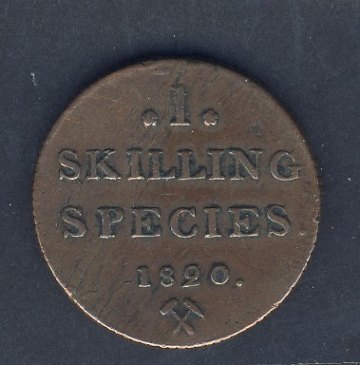 .1.
SKILLING
SPECIES
1820.